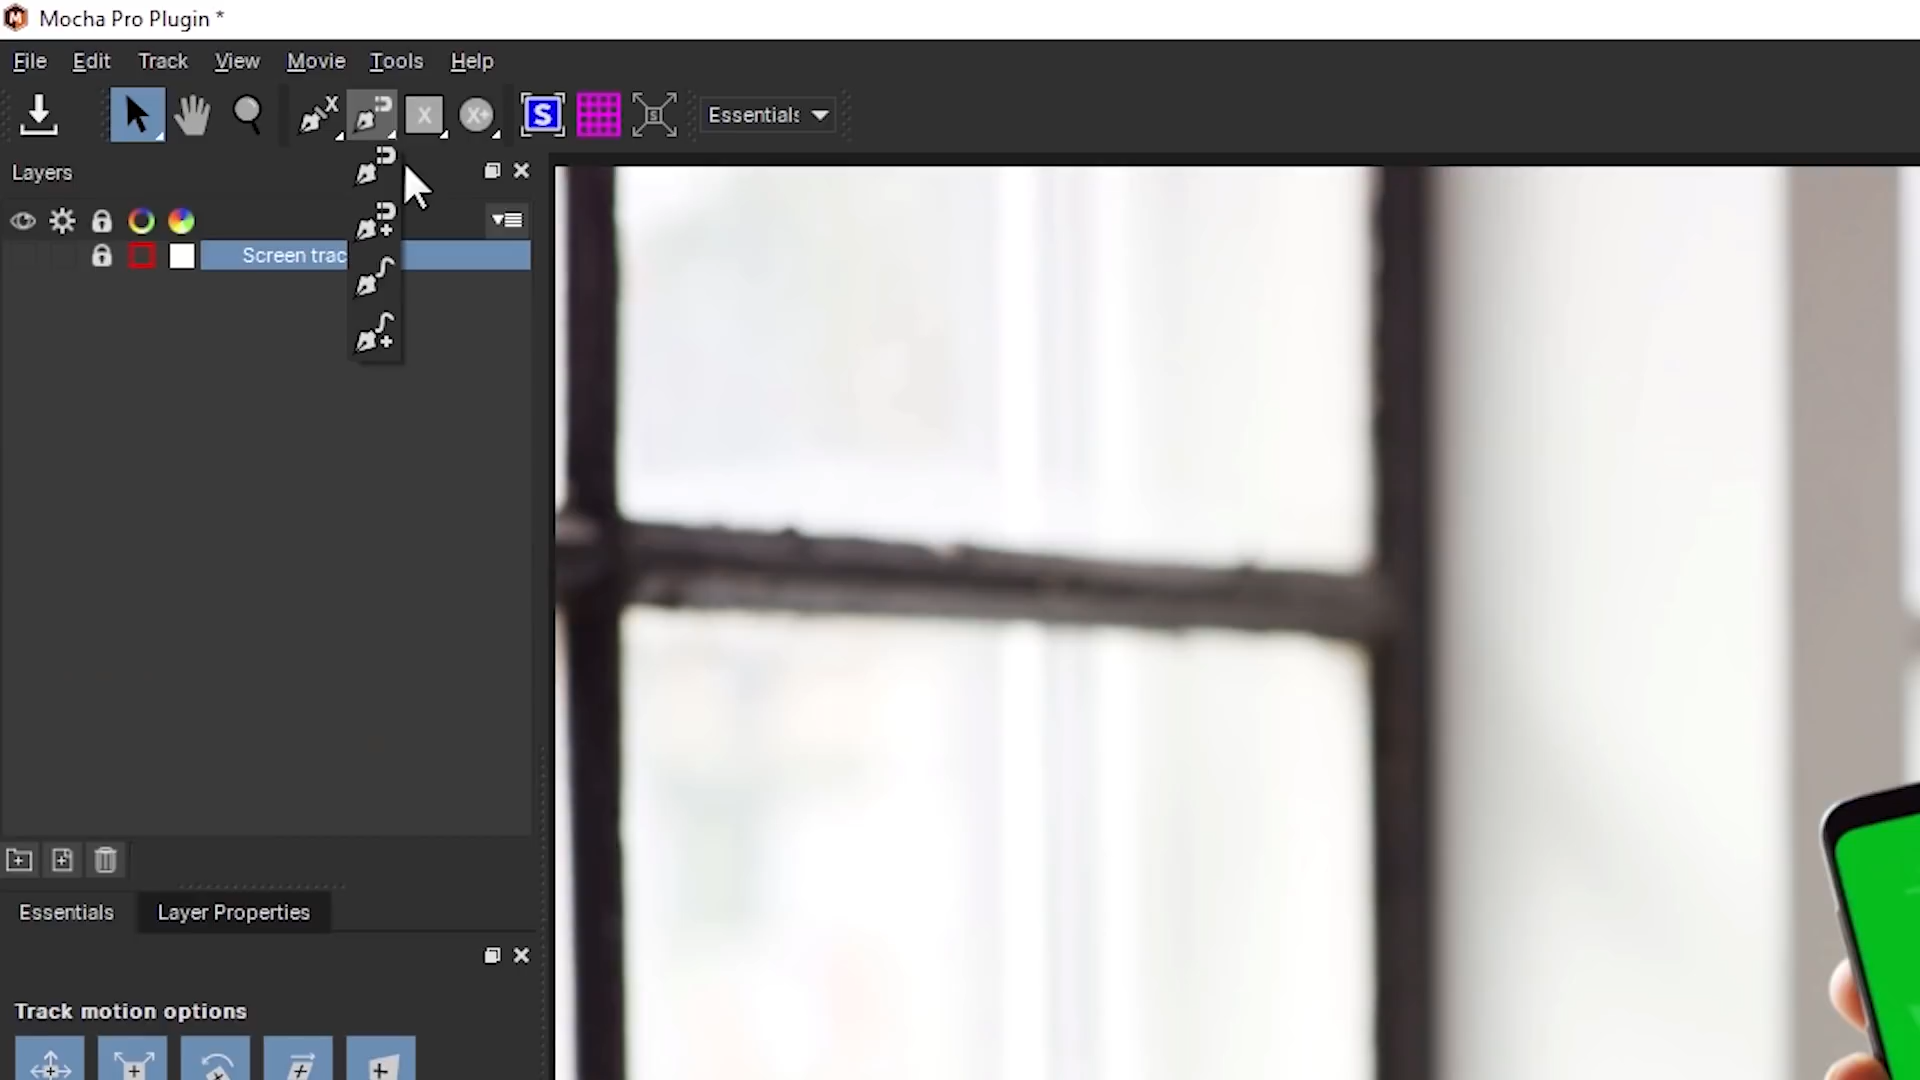 Mocha Pro Plugin *
File Edit Track View Movie Tools Help
Essentials
Layers
Screen trac
Essentials Layer Properties
Track motion options